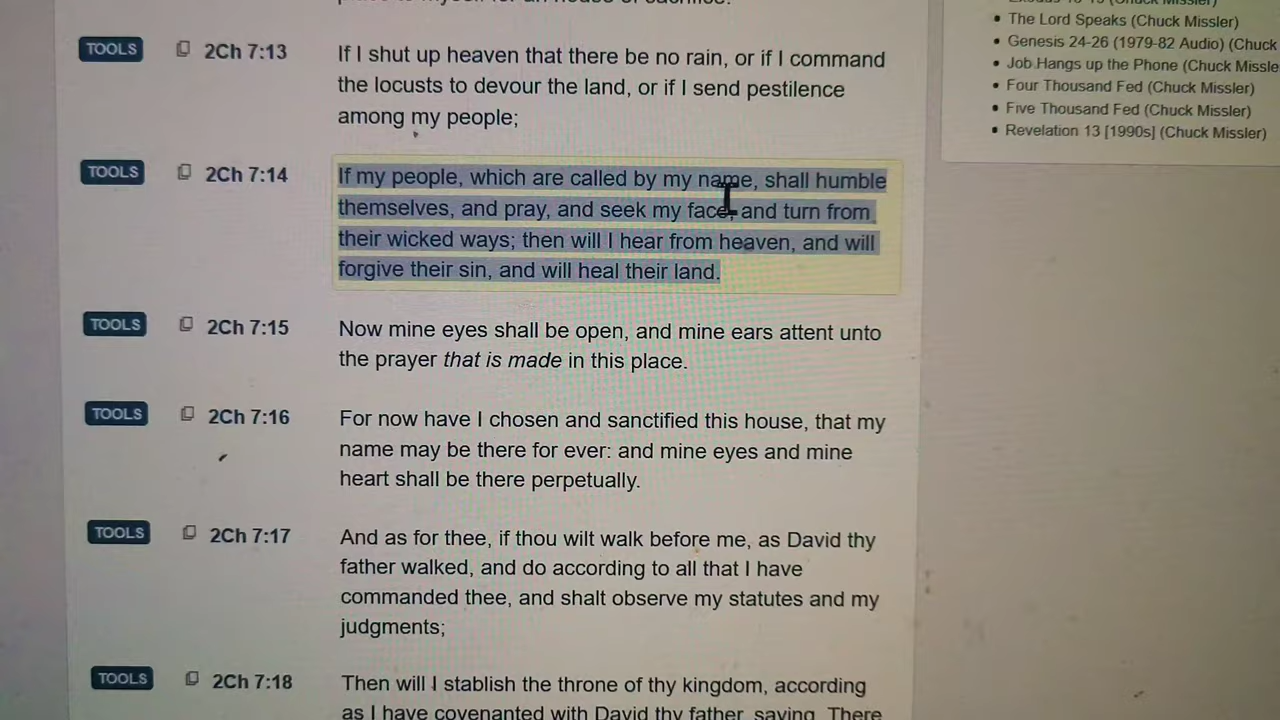 If I shut up heaven that there be no rain, or if I command
the locusts to devour the land, or if I send pestilence
among my people;
TOOLS 2Ch 7:13
TOOLS 2Ch 7:14
If my people, which are called by my name, shall humble
themselves, and pray, and seek my face, and turn from
their wicked ways; then will I hear from heaven, and will
forgive their sin, and will heal their land.
TOOLS 2Ch 7:15
Now mine eyes shall be open, and mine ears attent unto
the prayer that is made in this place.
TOOLS 2Ch 7:16
For now have I chosen and sanctified this house, that my
name may be there for ever: and mine eyes and mine
heart shall be there perpetually.
TOOLS 2Ch 7:17
And as for thee, if thou wilt walk before me, as David thy
father walked, and do according to all that I have
commanded thee, and shalt observe my statutes and my
judgments;
TOOLS 2Ch 7:18
Then will I stablish the throne of thy kingdom, according
as I have covenanted with David thy father, saying, There
The Lord Speaks (Chuck Missler)
Genesis 24-26 (1979-82 Audio) (Chuck
Job Hangs up the Phone (Chuck Missle
Four Thousand Fed (Chuck Missler)
Five Thousand Fed (Chuck Missler)
Revelation 13 [1990s] (Chuck Missler)